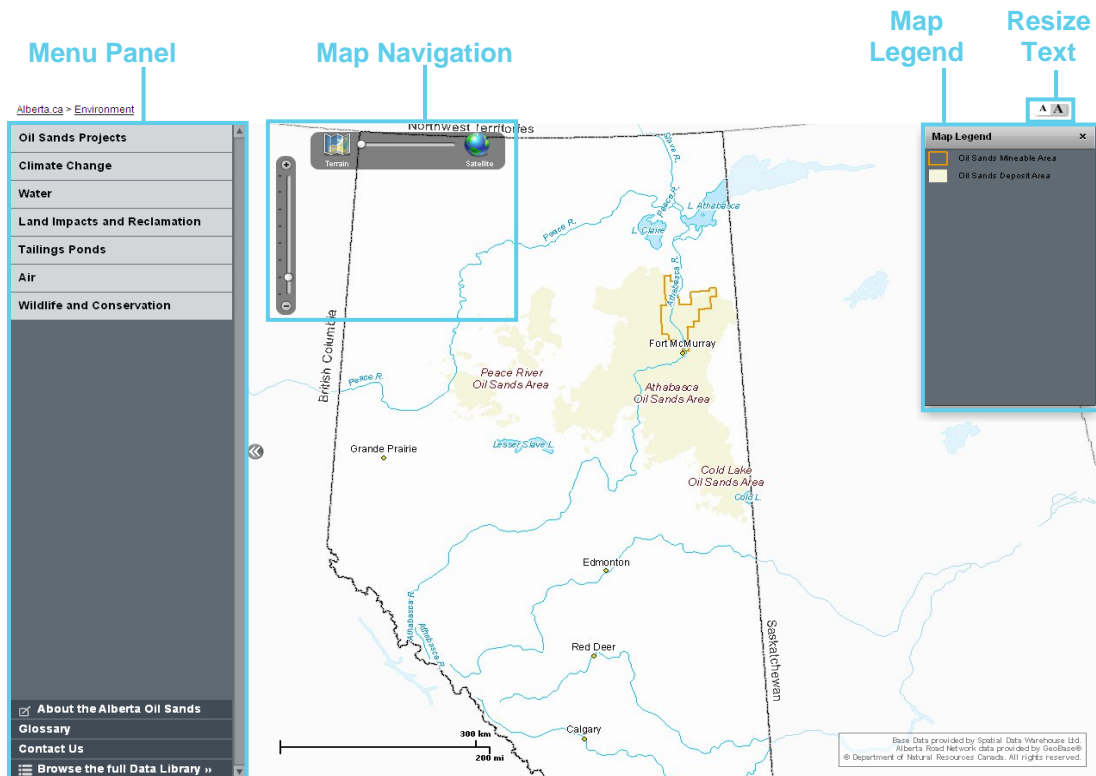 Menu Panel
Map Navigation
Map
Legend
Resize
Text
Alberta.ca > Environment
A A
Oil Sands Projects
Climate Change
Water
Land Impacts and Reclamation
Tailings Ponds
Air
Wildlife and Conservation
About the Alberta Oil Sands
Glossary
Contact Us
Browse the full Data Library »
Northwest Territories
Terrain
Satellite
Map Legend ×
Oil Sands Mineable Area
Oil Sands Deposit Area
Slave R.
Peace R.
L. Athabasca
L. Claire
Peace R.
Athabasca R.
Fort McMurray
British Columbia
Peace R.
Peace River
Oil Sands Area
Athabasca
Oil Sands Area
Grande Prairie
Lesser Slave L.
Cold Lake
Oil Sands Area
Cold L.
Edmonton
Athabasca R.
Athabasca R.
Red Deer
Saskatchewan
Calgary
300 km
200 mi
Base Data provided by Spatial Data Warehouse Ltd.
Alberta Road Network data provided by GeoBase®
© Department of Natural Resources Canada. All rights reserved.